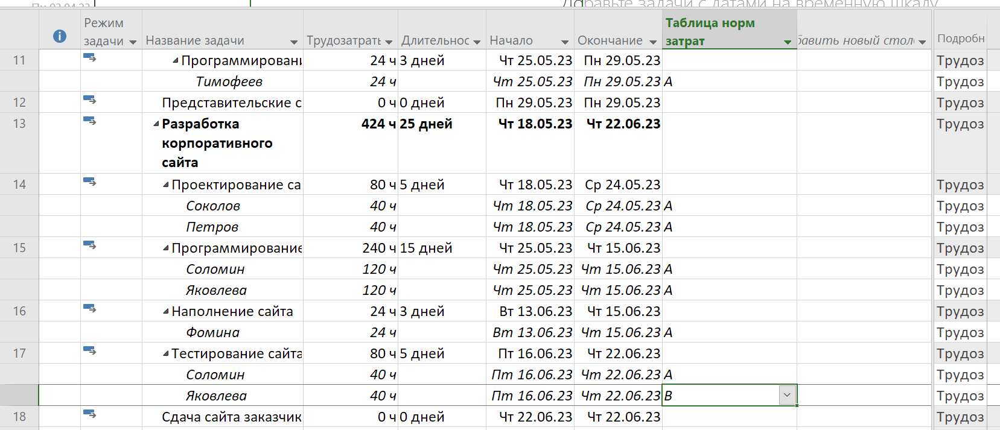 Режим задачи Название задачи Трудозатраты Длительнос Начало Окончание Таблица норм затрат бавить новый стол Подробн
11 Программирован 24 ч 3 дней Чт 25.05.23 Пн 29.05.23 Трудоз
Тимофеев 24 ч Чт 25.05.23 Пн 29.05.23 A Трудоз
12 Представительские с 0 ч 0 дней Пн 29.05.23 Пн 29.05.23 Трудоз
13 Разработка корпоративного сайта 424 ч 25 дней Чт 18.05.23 Чт 22.06.23 Трудоз
14 Проектирование са 80 ч 5 дней Чт 18.05.23 Ср 24.05.23 Трудоз
Соколов 40 ч Чт 18.05.23 Ср 24.05.23 A Трудоз
Петров 40 ч Чт 18.05.23 Ср 24.05.23 A Трудоз
15 Программирование 240 ч 15 дней Чт 25.05.23 Чт 15.06.23 Трудоз
Соломин 120 ч Чт 25.05.23 Чт 15.06.23 A Трудоз
Яковлева 120 ч Чт 25.05.23 Чт 15.06.23 A Трудоз
16 Наполнение сайта 24 ч 3 дней Вт 13.06.23 Чт 15.06.23 Трудоз
Фомина 24 ч Вт 13.06.23 Чт 15.06.23 A Трудоз
17 Тестирование сайта 80 ч 5 дней Пт 16.06.23 Чт 22.06.23 Трудоз
Соломин 40 ч Пт 16.06.23 Чт 22.06.23 A Трудоз
Яковлева 40 ч Пт 16.06.23 Чт 22.06.23 B Трудоз
18 Сдача сайта заказчик 0 ч 0 дней Чт 22.06.23 Чт 22.06.23 Трудоз